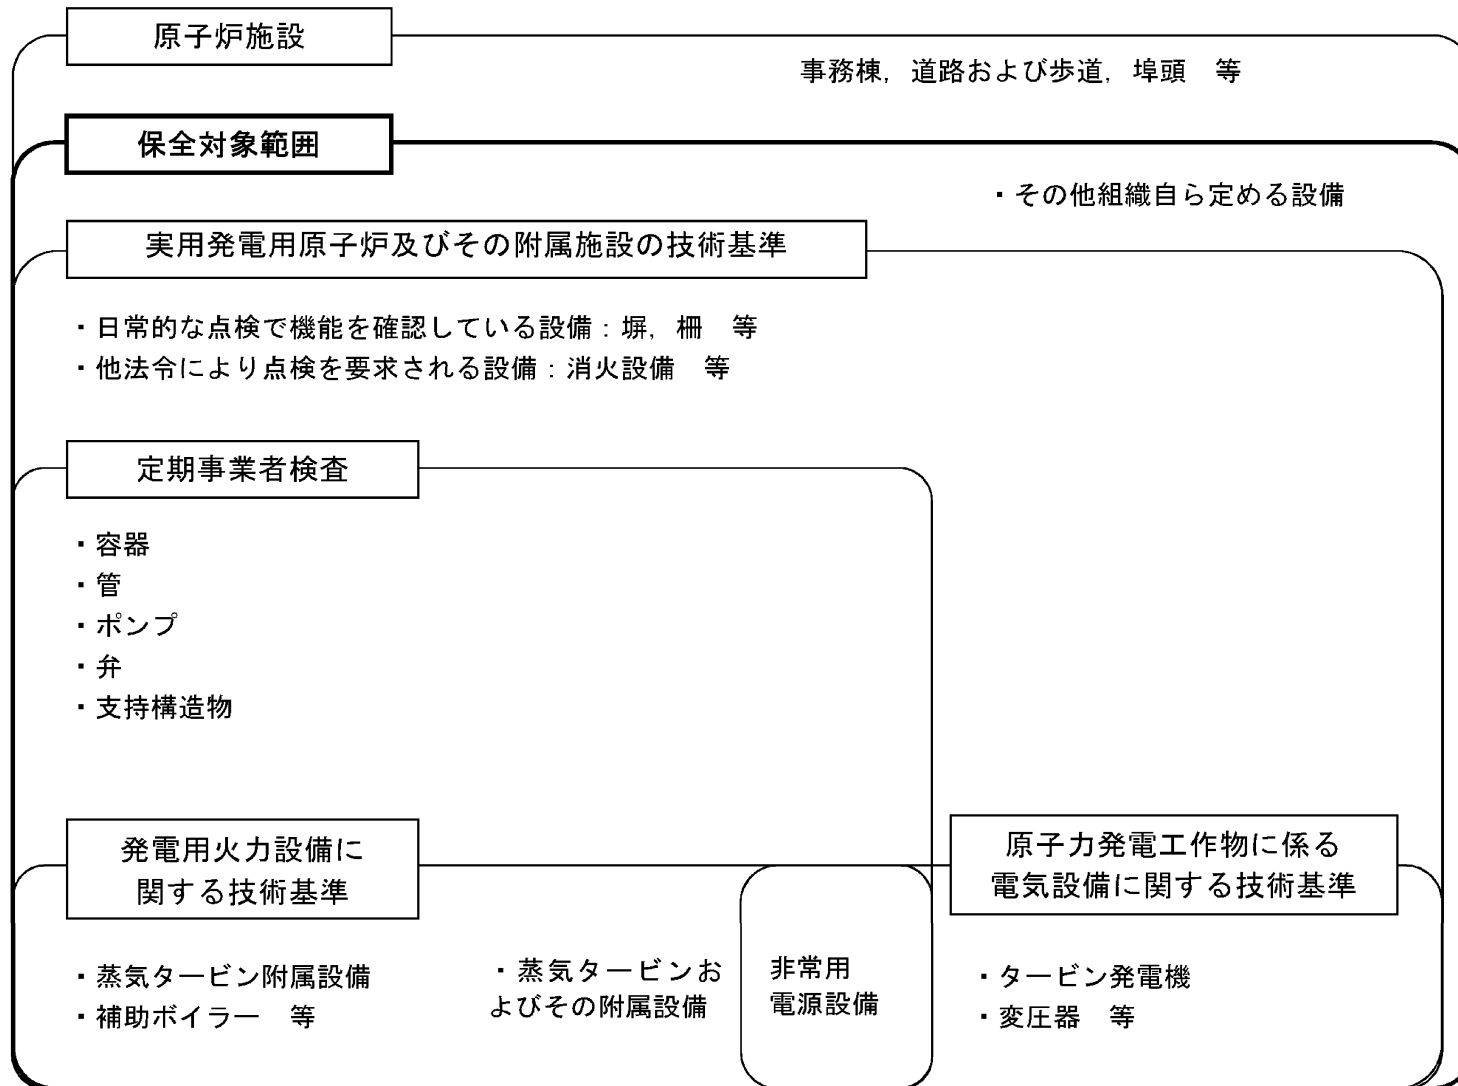 原子炉施設
事務棟，道路および歩道，埠頭　等
保全対象範囲
・その他組織自ら定める設備
実用発電用原子炉及びその附属施設の技術基準
・日常的な点検で機能を確認している設備：塀，柵　等
・他法令により点検を要求される設備：消火設備　等
定期事業者検査
・容器
・管
・ポンプ
・弁
・支持構造物
発電用火力設備に
関する技術基準
原子力発電工作物に係る
電気設備に関する技術基準
・蒸気タービン附属設備
・補助ボイラー　等
・蒸気タービンお
よびその附属設備
非常用
電源設備
・タービン発電機
・変圧器　等